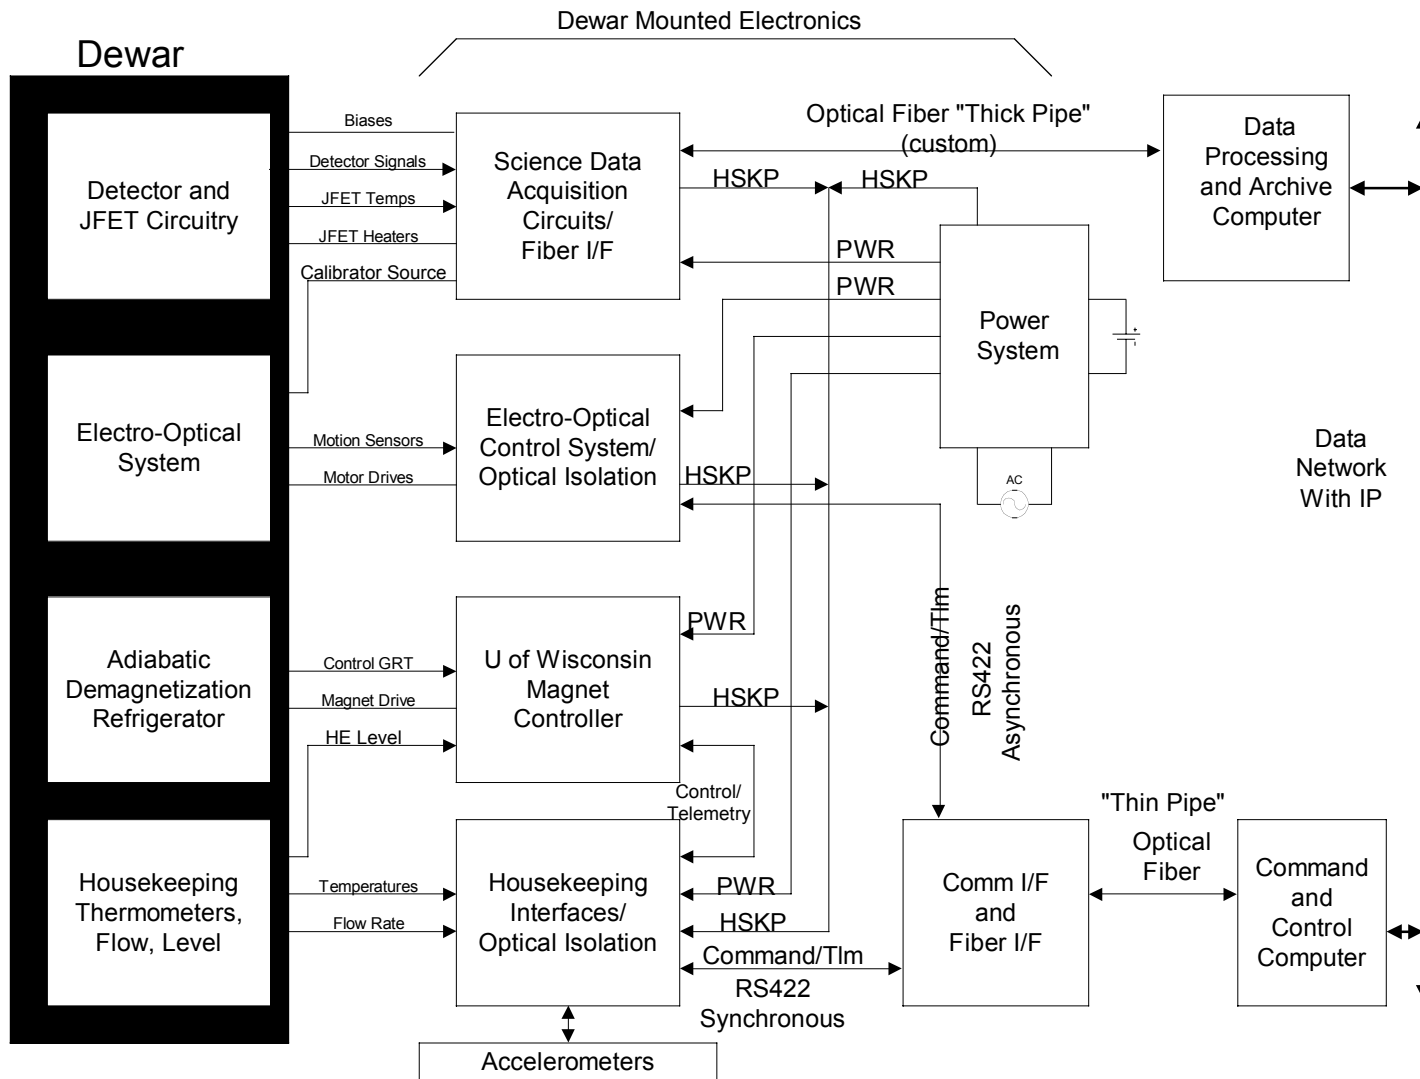 Dewar Mounted Electronics
Dewar
Detector and
JFET Circuitry
Biases
Detector Signals
JFET Temps
JFET Heaters
Calibrator Source
Science Data
Acquisition
Circuits/
Fiber I/F
Optical Fiber "Thick Pipe"
(custom)
HSKP
HSKP
PWR
PWR
Data
Processing
and Archive
Computer
Power
System
+
-
AC
Electro-Optical
System
Motion Sensors
Motor Drives
Electro-Optical
Control System/
Optical Isolation
HSKP
Data
Network
With IP
Adiabatic
Demagnetization
Refrigerator
Control GRT
Magnet Drive
HE Level
U of Wisconsin
Magnet
Controller
PWR
HSKP
Command/Tlm
RS422
Asynchronous
Control/
Telemetry
Housekeeping
Thermometers,
Flow, Level
Temperatures
Flow Rate
Housekeeping
Interfaces/
Optical Isolation
PWR
HSKP
Command/Tlm
RS422
Synchronous
Comm I/F
and
Fiber I/F
"Thin Pipe"
Optical
Fiber
Command
and
Control
Computer
Accelerometers